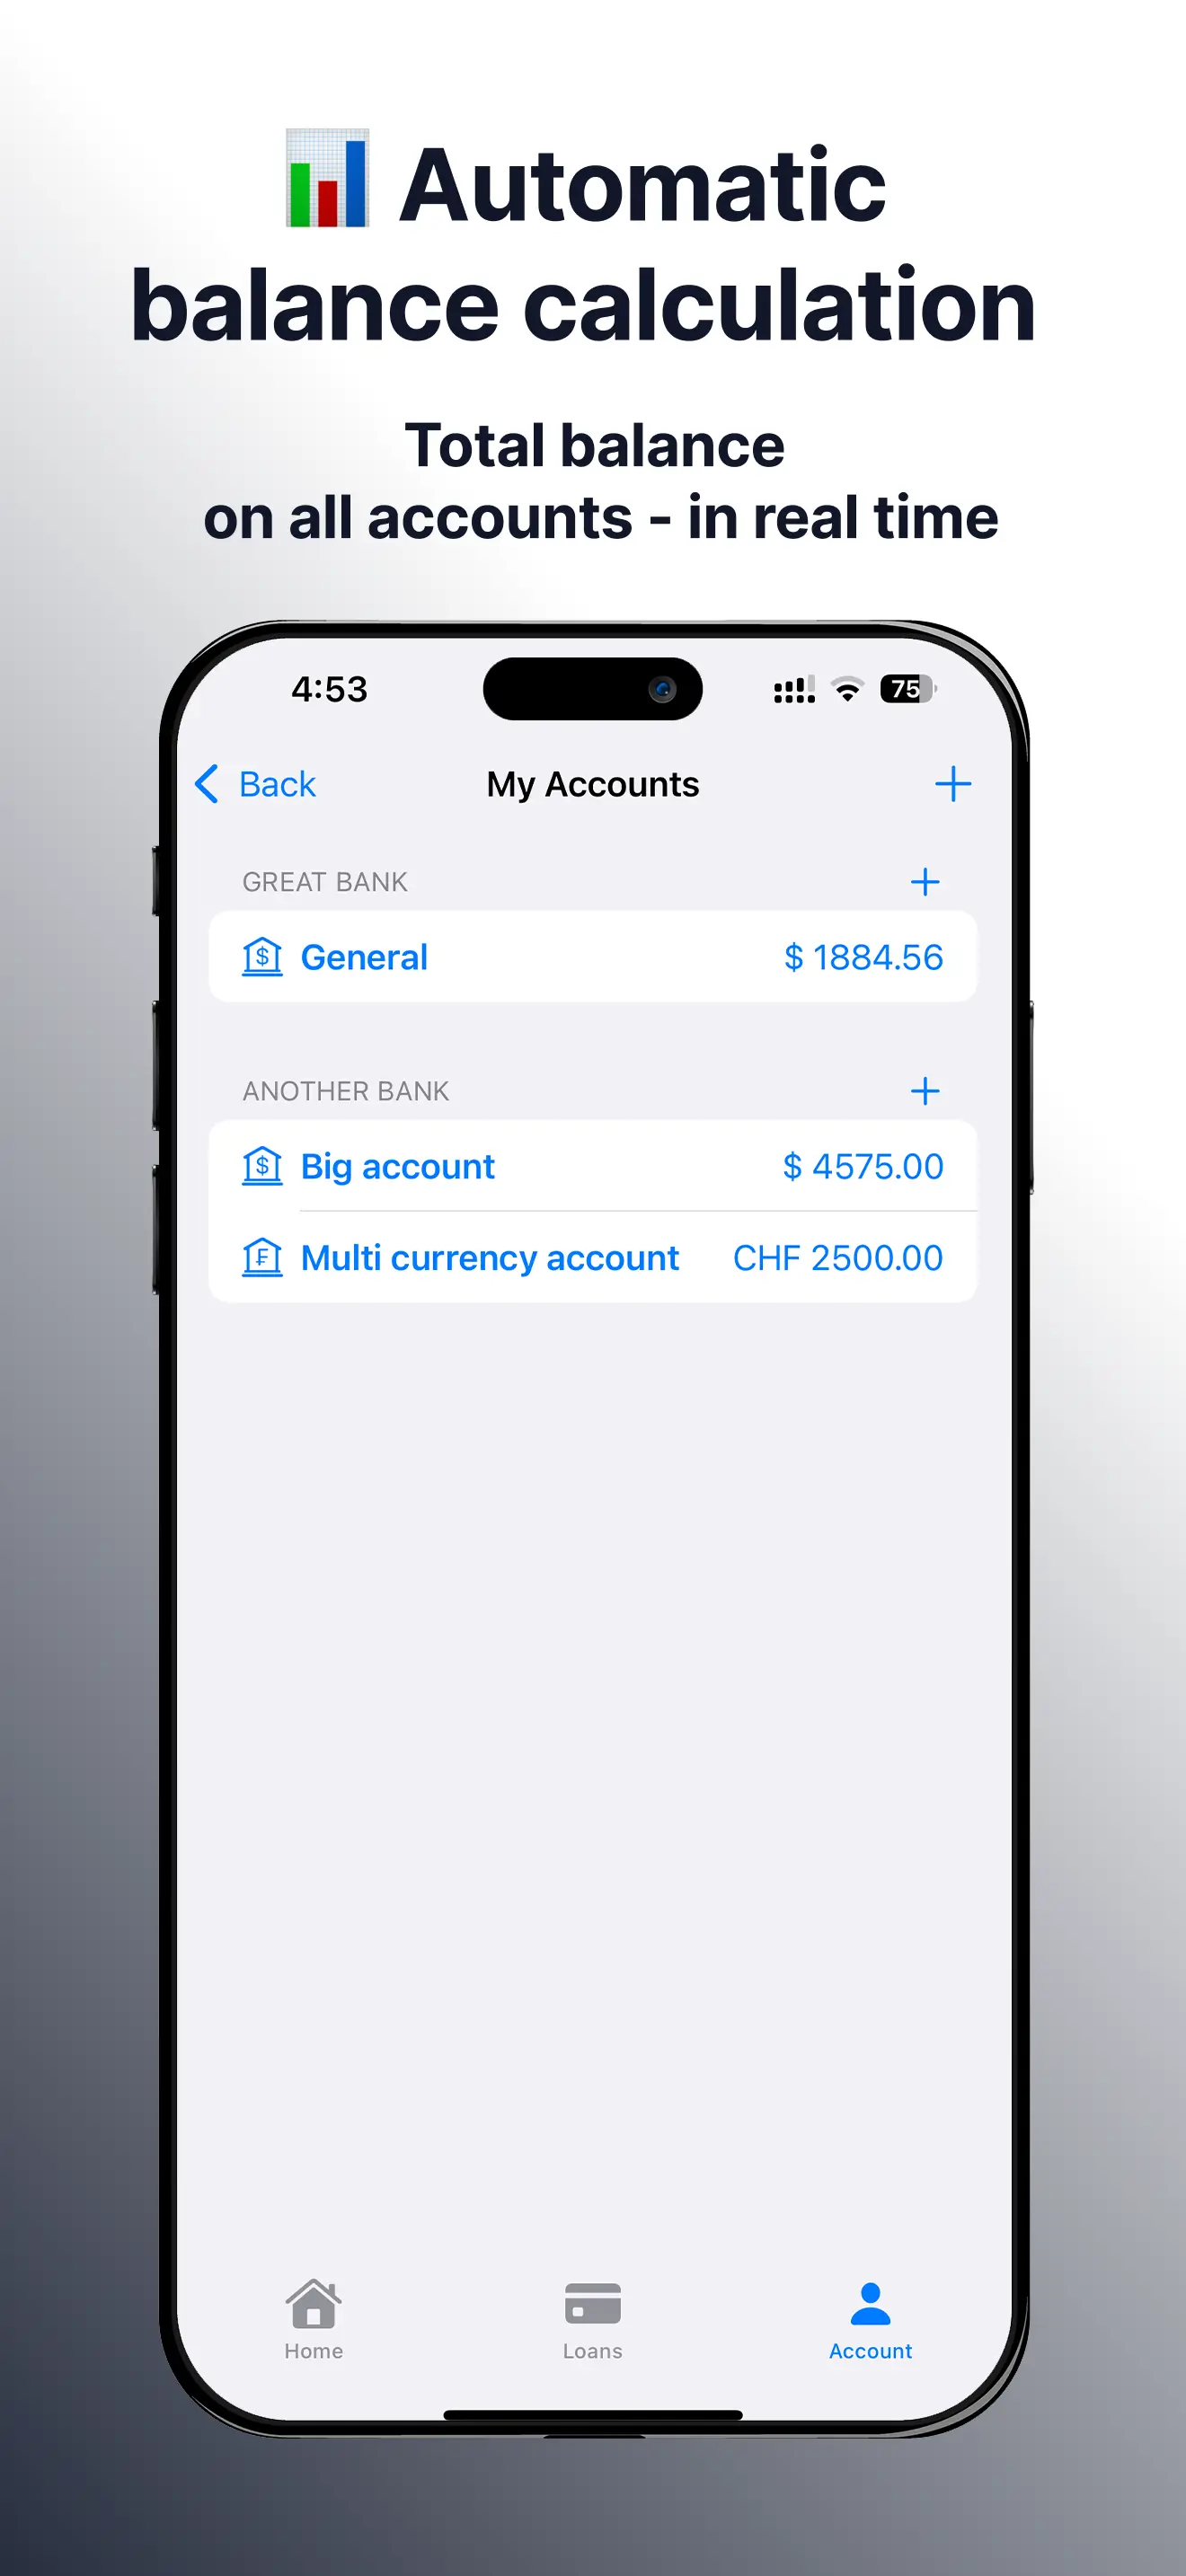 Automatic
balance calculation
Total balance
on all accounts - in real time
4:53
75
Back
My Accounts
GREAT BANK
General
$ 1884.56
ANOTHER BANK
Big account
$ 4575.00
Multi currency account
CHF 2500.00
Home
Loans
Account